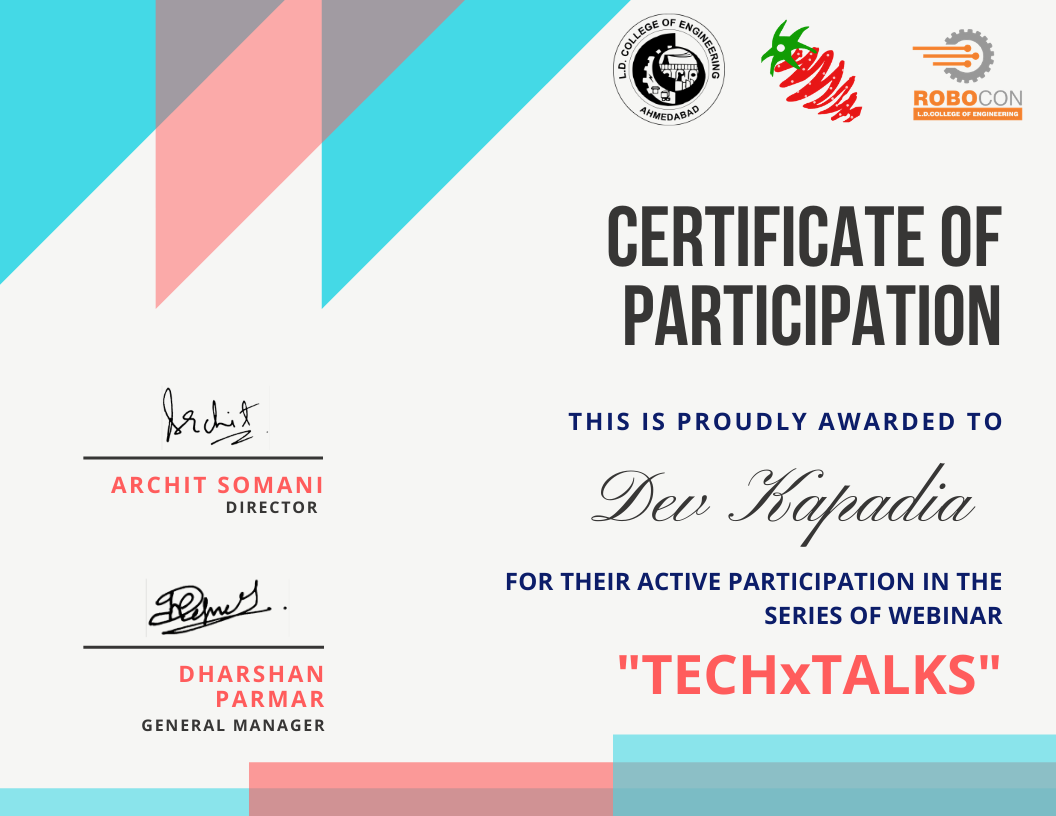 L.D. COLLEGE OF ENGINEERING
AHMEDABAD
ROBOCON
L.D.COLLEGE OF ENGINEERING
CERTIFICATE OF
PARTICIPATION
THIS IS PROUDLY AWARDED TO
Dev Kapadia
FOR THEIR ACTIVE PARTICIPATION IN THE
SERIES OF WEBINAR
"TECHxTALKS"
Archit.
ARCHIT SOMANI
DIRECTOR
DHARSHAN
PARMAR
GENERAL MANAGER